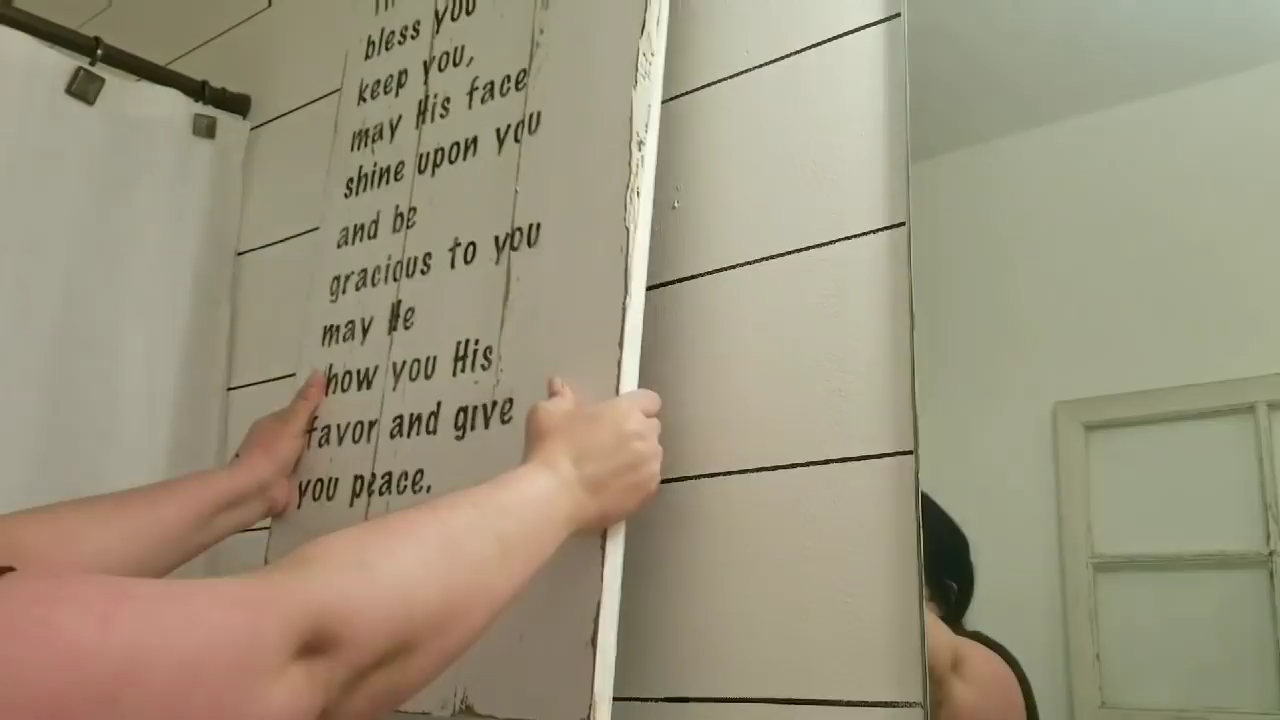 bless you
keep you,
may His face
shine upon you
and be
gracious to you
may He
how you His
favor and give
you peace.